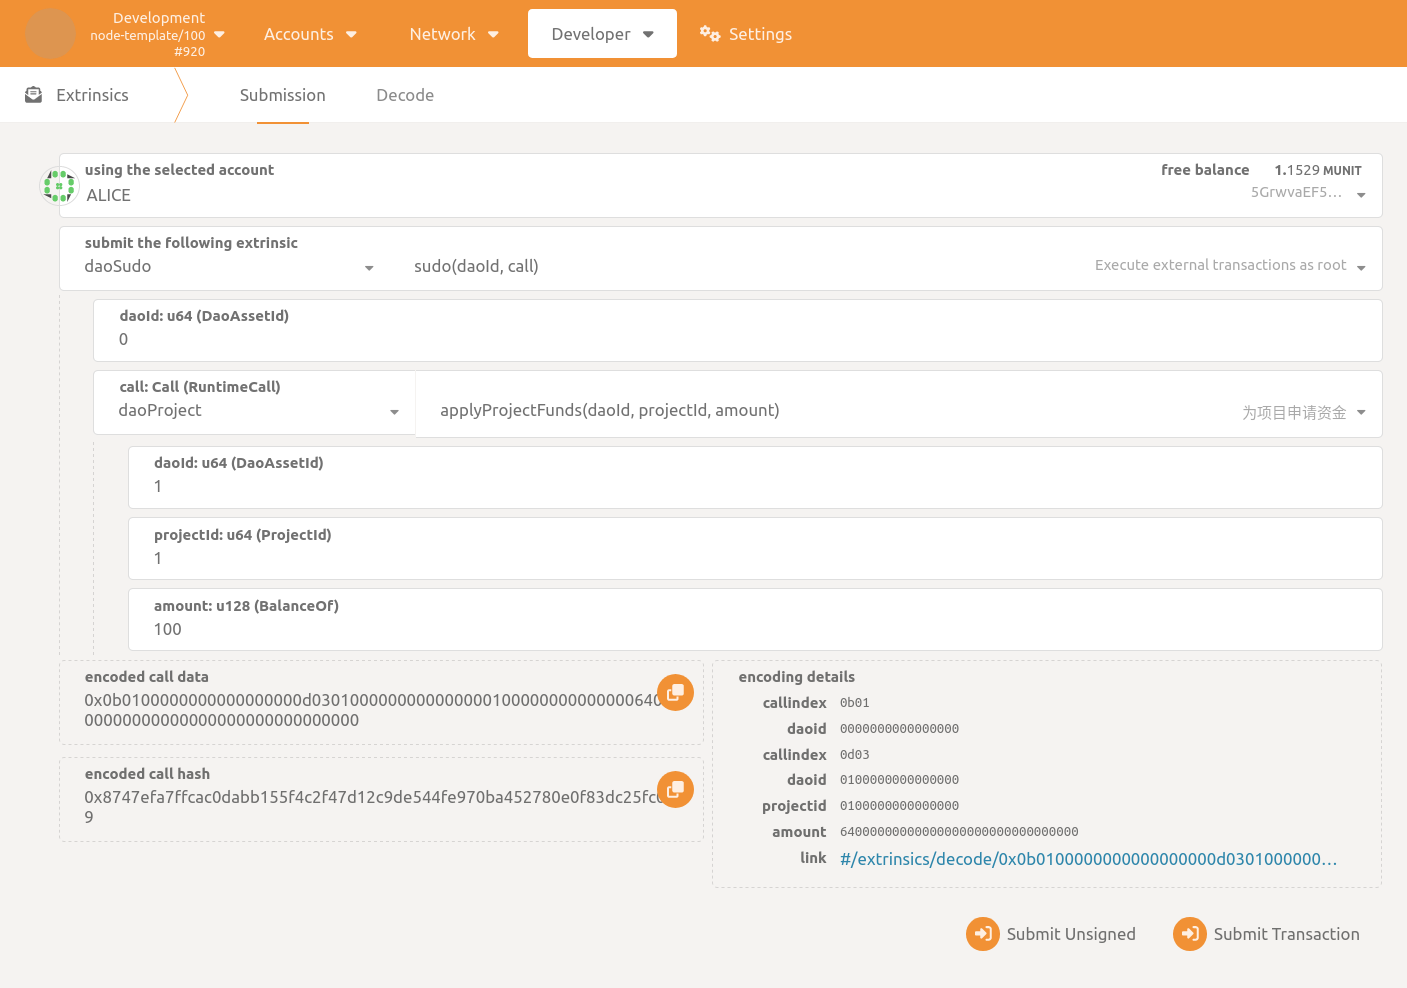 Development
node-template/100
#920
Accounts
Network
Developer
Settings
Extrinsics
Submission
Decode
using the selected account
ALICE
free balance 1.1529 MUNIT
5GrwvaEF5...
submit the following extrinsic
daoSudo
sudo(daoId, call)
Execute external transactions as root
daoId: u64 (DaoAssetId)
0
call: Call (RuntimeCall)
daoProject
applyProjectFunds(daoId, projectId, amount)
为项目申请资金
daoId: u64 (DaoAssetId)
1
projectId: u64 (ProjectId)
1
amount: u128 (BalanceOf)
100
encoded call data
0x0b0100000000000000000d0301000000000000000100000000000000640
000000000000000000000000000000
encoded call hash
0x8747efa7ffcac0dabb155f4c2f47d12c9de544fe970ba452780e0f83dc25fc
9
encoding details
callindex 0b01
daoid 0000000000000000
callindex 0d03
daoid 0100000000000000
projectid 0100000000000000
amount 64000000000000000000000000000000
link #/extrinsics/decode/0x0b0100000000000000000d0301000000...
Submit Unsigned
Submit Transaction